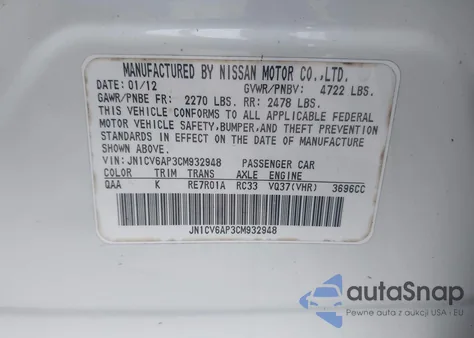 MANUFACTURED BY NISSAN MOTOR CO.,LTD.
DATE: 01/12 GVWR/PNBV: 4722 LBS.
GAWR/PNBE FR: 2270 LBS. RR: 2478 LBS.
THIS VEHICLE CONFORMS TO ALL APPLICABLE FEDERAL
MOTOR VEHICLE SAFETY,BUMPER,AND THEFT PREVENTION
STANDARDS IN EFFECT ON THE DATE OF MANUFACTURE
SHOWN ABOVE.
VIN: JN1CV6AP3CM932948 PASSENGER CAR
COLOR TRIM TRANS AXLE ENGINE
QAA K RE7R01A RC33 VQ37(VHR) 3696CC
JN1CV6AP3CM932948
autoSnap
Pewne auta z aukcji USA i EU